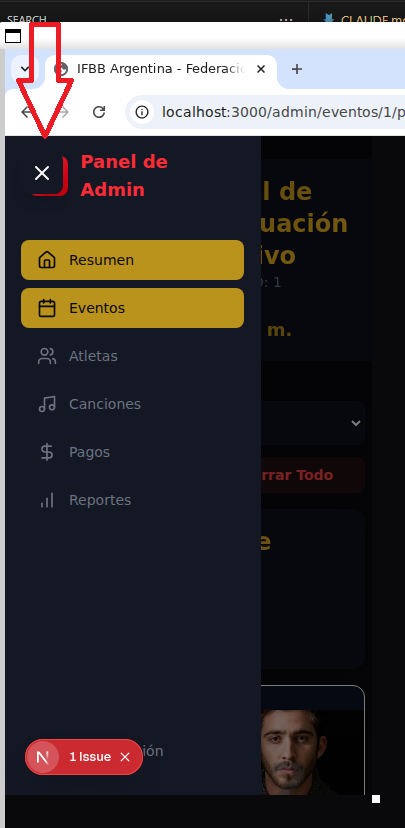 SEARCH
CLAUDE
IFBB Argentina - Federació
localhost:3000/admin/eventos/1/p
Panel de
Admin
l de
uación
ivo
: 1
m.
Resumen
Eventos
Atletas
Canciones
Pagos
rrar Todo
Reportes
e
N
1 Issue
ión